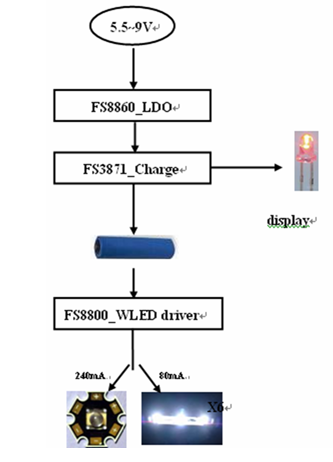 5.5~9V
FS8860_LDO
FS3871_Charge
display
FS8800_WLED driver
240mA
80mA
X6